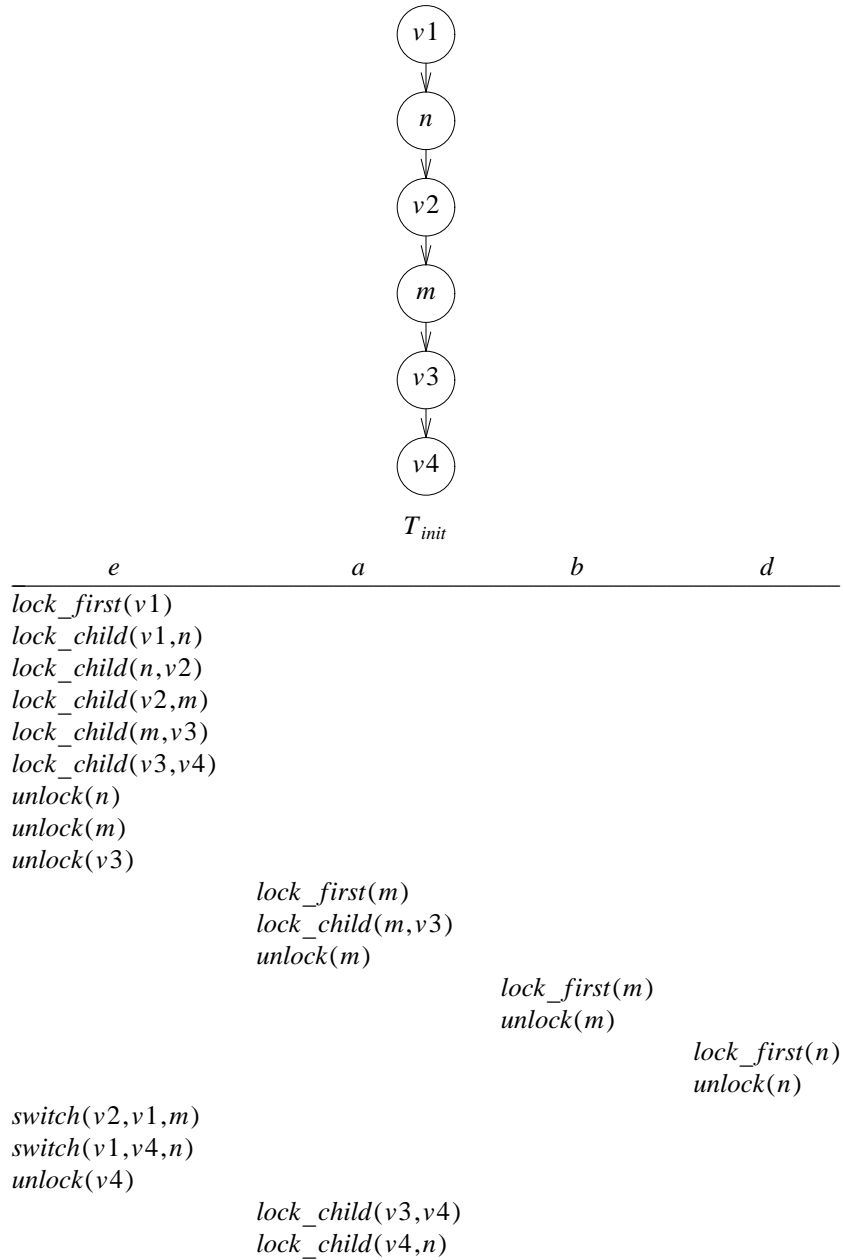 v1
n
v2
m
v3
v4
T init
e a b d
lock_first(v1)
lock_child(v1,n)
lock_child(n,v2)
lock_child(v2,m)
lock_child(m,v3)
lock_child(v3,v4)
unlock(n)
unlock(m)
unlock(v3)
lock_first(m)
lock_child(m,v3)
unlock(m)
lock_first(m)
unlock(m)
lock_first(n)
unlock(n)
switch(v2,v1,m)
switch(v1,v4,n)
unlock(v4)
lock_child(v3,v4)
lock_child(v4,n)